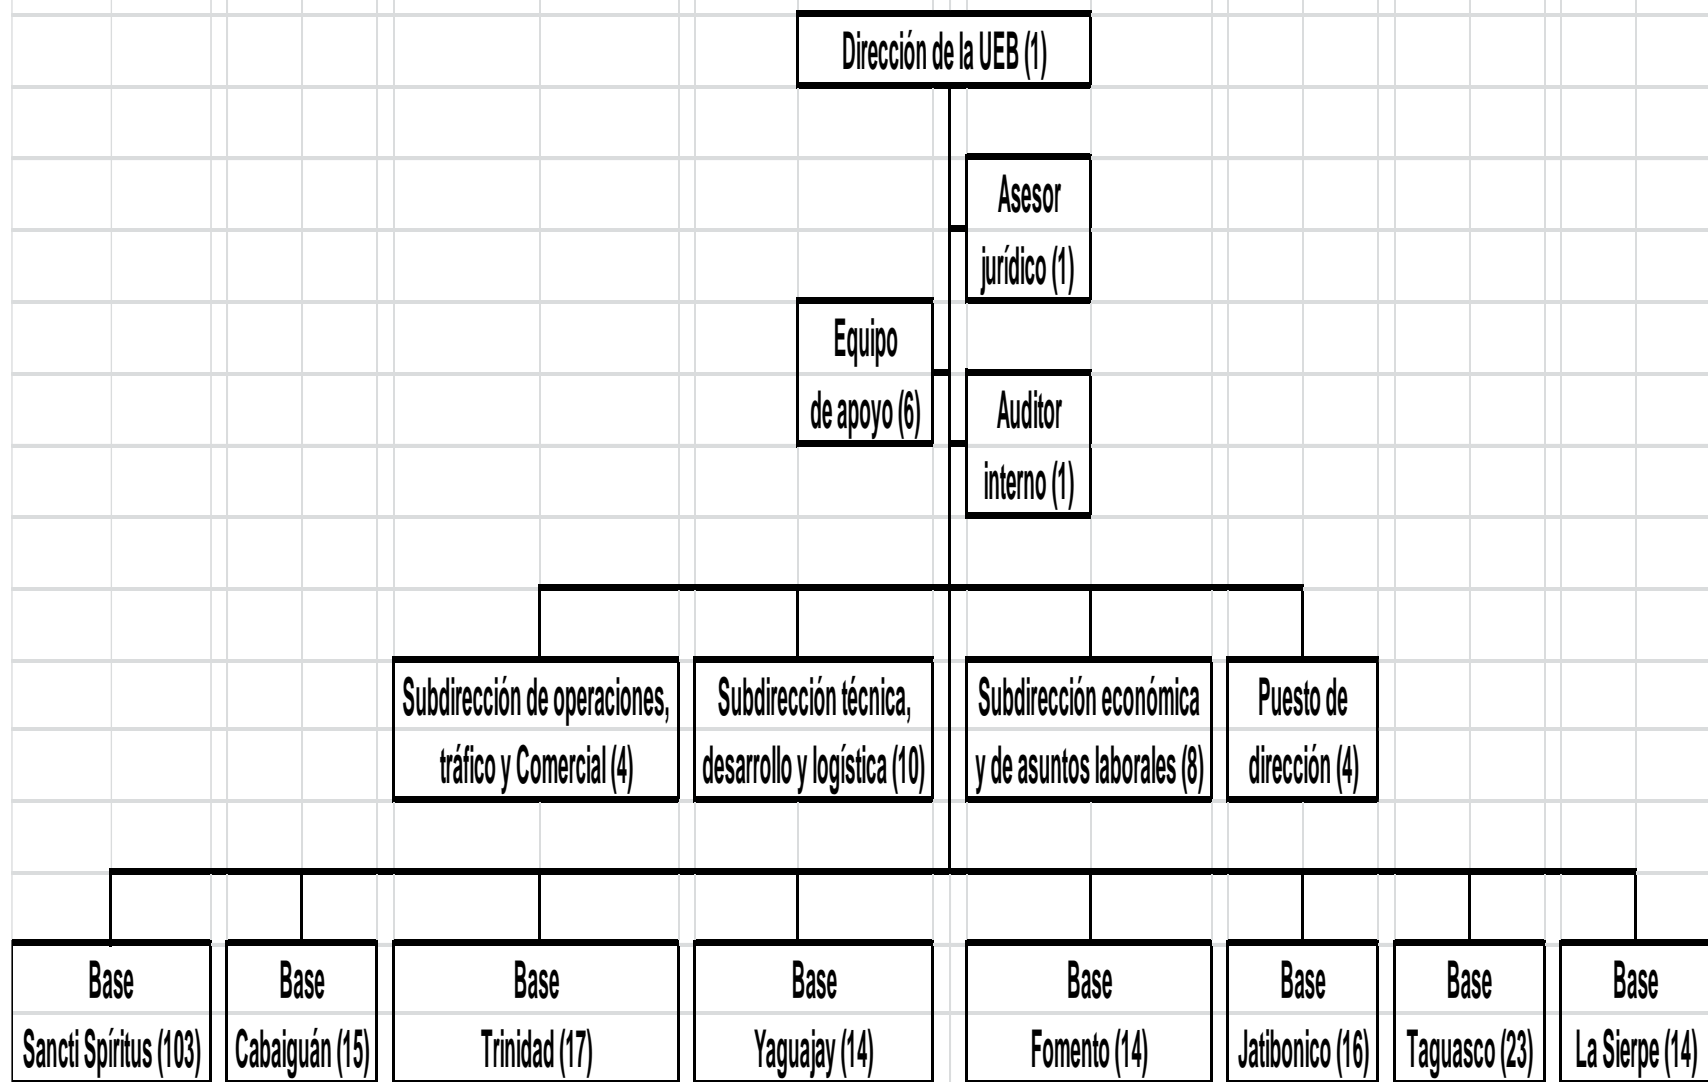 Dirección de la UEB (1)
Asesor
jurídico (1)
Equipo
de apoyo (6)
Auditor
interno (1)
Subdirección de operaciones,
tráfico y Comercial (4)
Subdirección técnica,
desarrollo y logística (10)
Subdirección económica
y de asuntos laborales (8)
Puesto de
dirección (4)
Base
Sancti Spíritus (103)
Base
Cabaiguán (15)
Base
Trinidad (17)
Base
Yaguajay (14)
Base
Fomento (14)
Base
Jatibonico (16)
Base
Taguasco (23)
Base
La Sierpe (14)